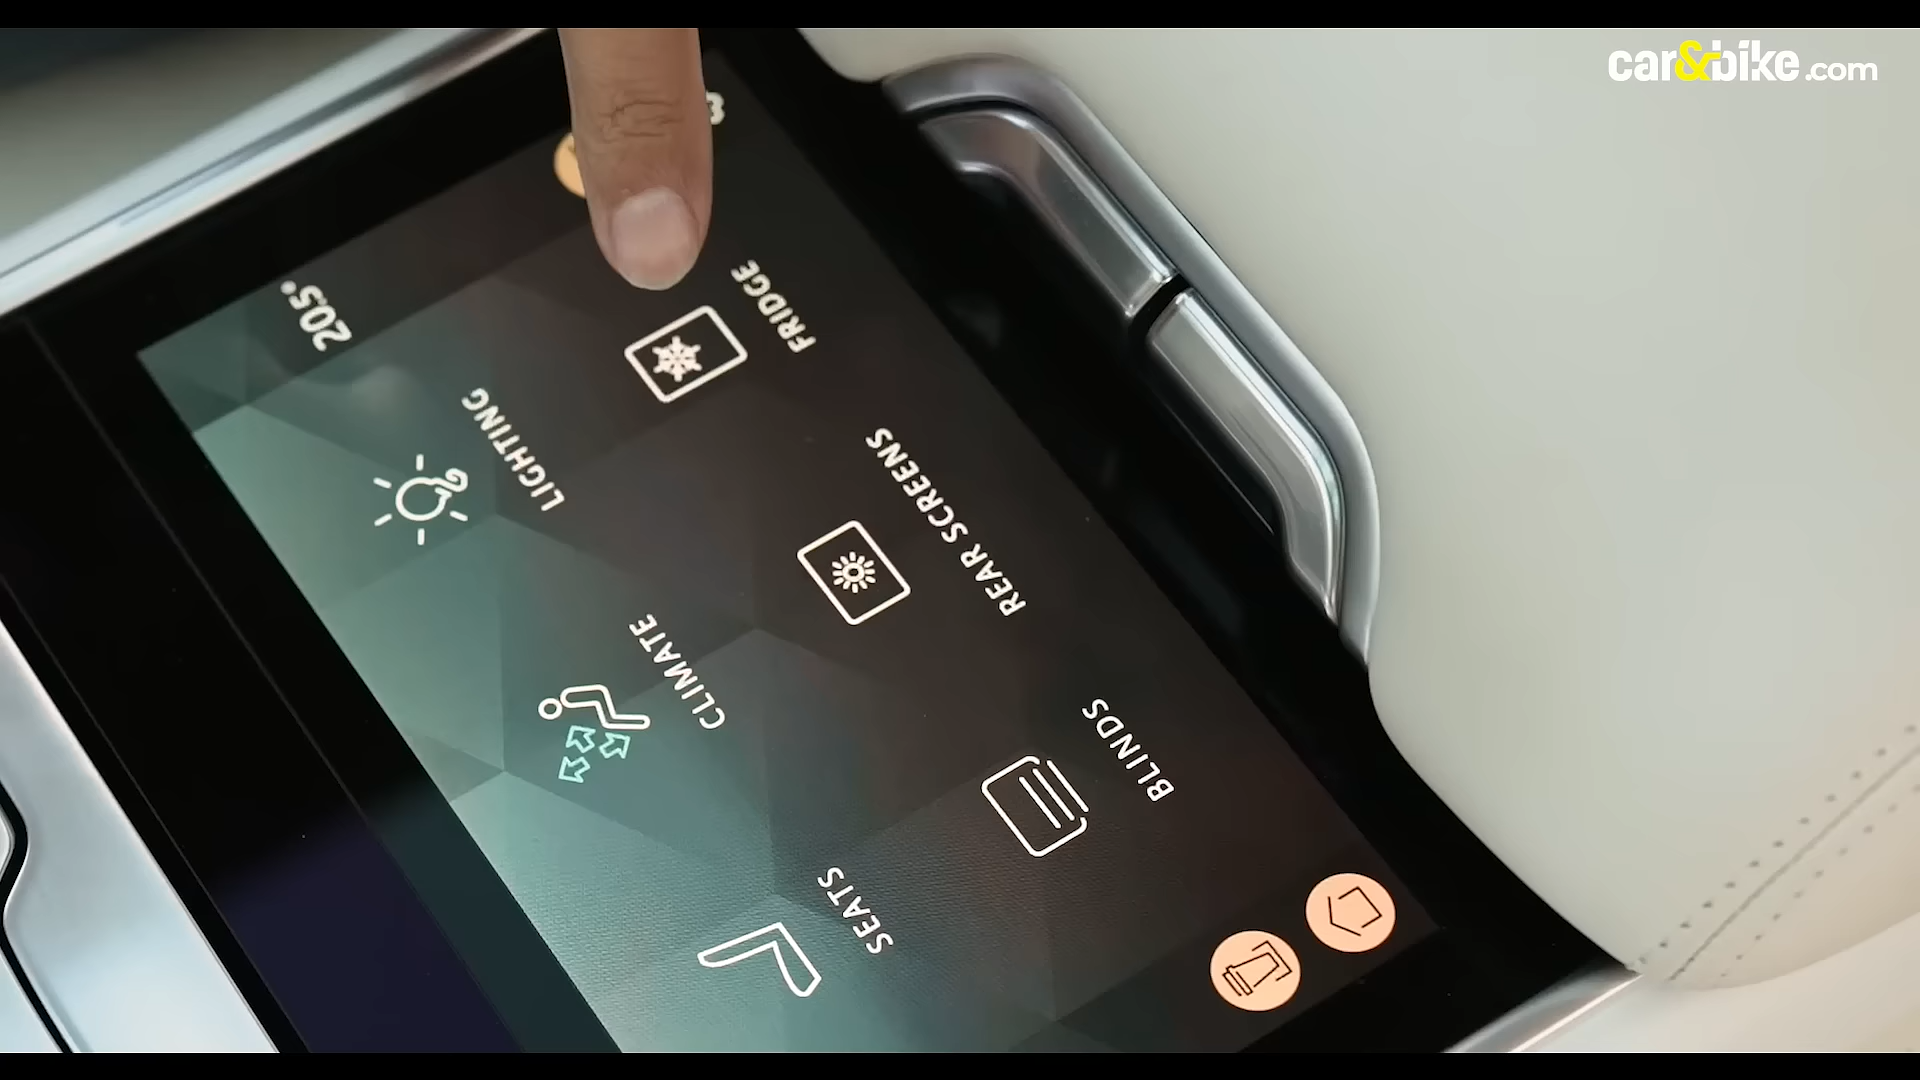 car&bike.com
BLINDS
REAR SCREENS
FRIDGE
SEATS
CLIMATE
LIGHTING
20.5°